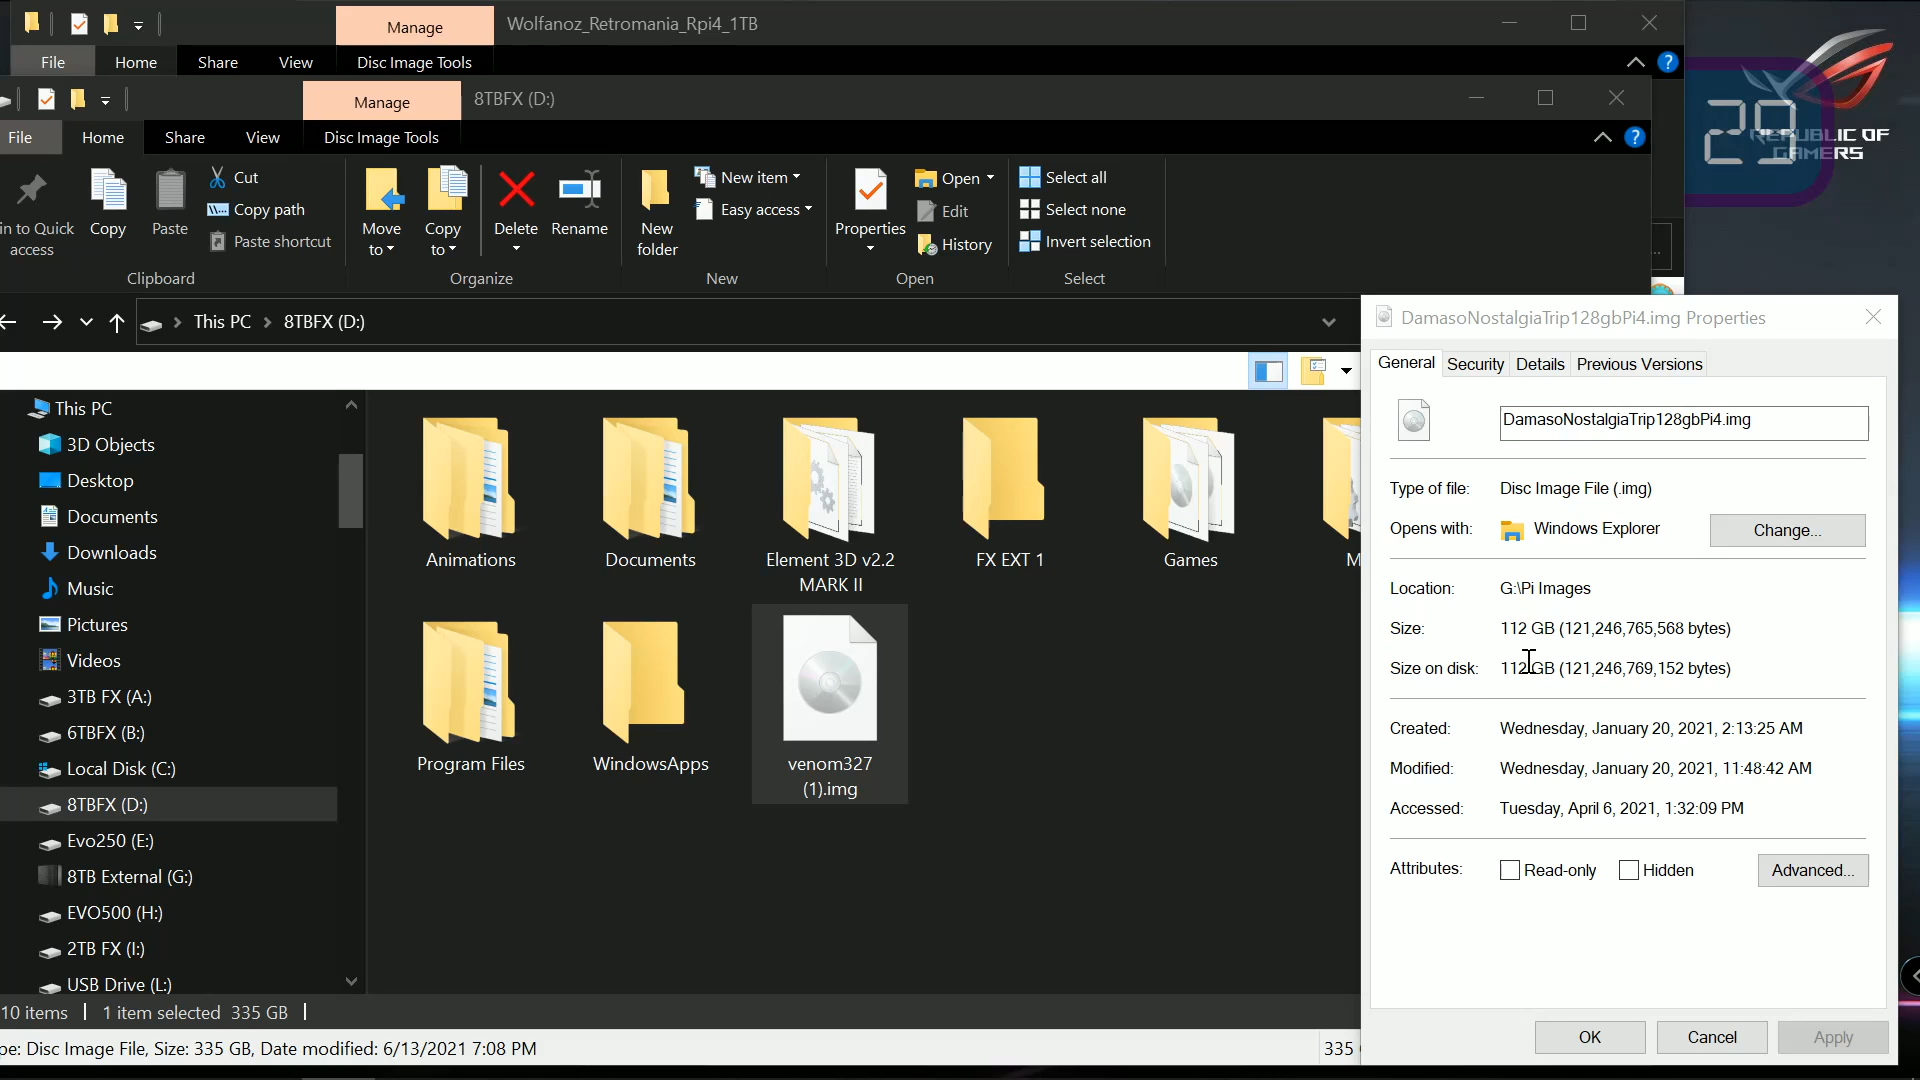 Manage
Wolfanoz_Retromania_Rpi4_1TB
File
Home
Share
View
Disc Image Tools
Manage
8TBFX (D:)
File
Home
Share
View
Disc Image Tools
29
REPUBLIC OF
GAMERS
in to Quick
access
Copy
Paste
Cut
Copy path
Paste shortcut
Move
to
Copy
to
Delete
Rename
New
folder
New item
Easy access
Properties
Open
Edit
History
Select all
Select none
Invert selection
Clipboard
Organize
New
Open
Select
This PC
8TBFX (D:)
This PC
3D Objects
Desktop
Documents
Downloads
Music
Pictures
Videos
3TB FX (A:)
6TBFX (B:)
Local Disk (C:)
8TBFX (D:)
Evo250 (E:)
8TB External (G:)
EVO500 (H:)
2TB FX (I:)
USB Drive (L:)
Animations
Documents
Element 3D v2.2
MARK II
FX EXT 1
Games
M
Program Files
WindowsApps
venom327
(1).img
10 items
1 item selected 335 GB
pe: Disc Image File, Size: 335 GB, Date modified: 6/13/2021 7:08 PM
335
DamasoNostalgiaTrip128gbPi4.img Properties
General
Security
Details
Previous Versions
DamasoNostalgiaTrip128gbPi4.img
Type of file: Disc Image File (.img)
Opens with: Windows Explorer
Change...
Location: G:\Pi Images
Size: 112 GB (121,246,765,568 bytes)
Size on disk: 112 GB (121,246,769,152 bytes)
Created: Wednesday, January 20, 2021, 2:13:25 AM
Modified: Wednesday, January 20, 2021, 11:48:42 AM
Accessed: Tuesday, April 6, 2021, 1:32:09 PM
Attributes: Read-only Hidden
Advanced...
OK
Cancel
Apply